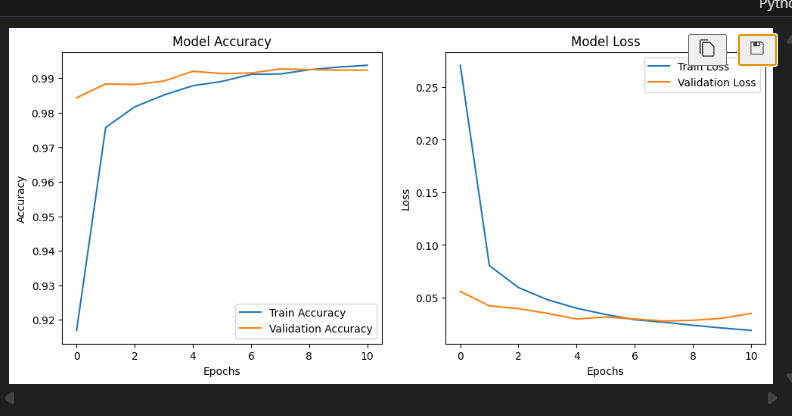 Model Accuracy
0.99
0.98
0.97
0.96
0.95
0.94
0.93
0.92
Accuracy
Train Accuracy
Validation Accuracy
0 2 4 6 8 10
Epochs
Model Loss
0.25
0.20
0.15
0.10
0.05
Loss
Train Loss
Validation Loss
0 2 4 6 8 10
Epochs